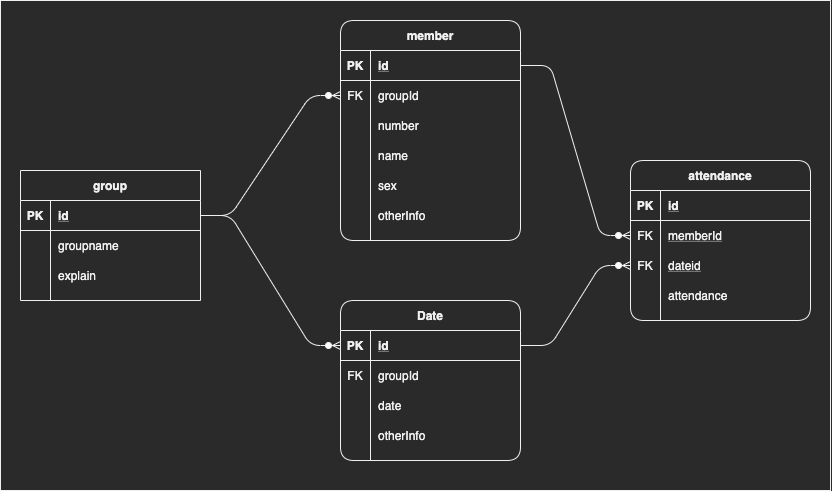 member
PK id
FK groupId
number
name
sex
otherInfo
group
PK id
groupname
explain
attendance
PK id
FK memberId
FK dateid
attendance
Date
PK id
FK groupId
date
otherInfo